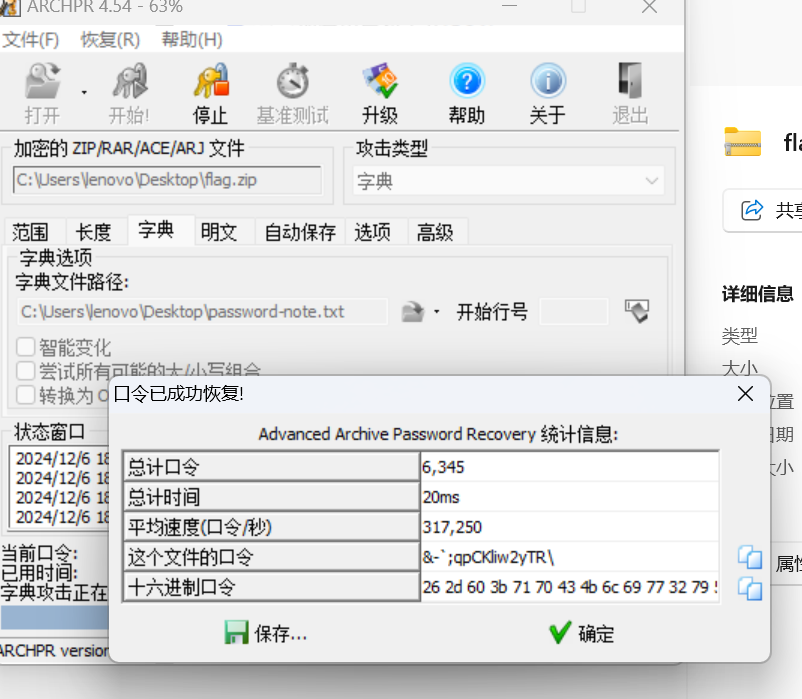 ARCHPR 4.54 - 63%
文件(F) 恢复(R) 帮助(H)
打开 开始! 停止 基准测试 升级 帮助 关于 退出
加密的 ZIP/RAR/ACE/ARJ 文件
攻击类型
C:\Users\lenovo\Desktop\flag.zip
字典
范围 长度 字典 明文 自动保存 选项 高级
字典选项
字典文件路径:
C:\Users\lenovo\Desktop\password-note.txt
开始行号
智能变化
尝试所有可能的大/小写组合
转换为 O
状态窗口
2024/12/6 18
2024/12/6 18
2024/12/6 18
2024/12/6 18
当前口令:
已用时间:
字典攻击正在
ARCHPR version
口令已成功恢复!
Advanced Archive Password Recovery 统计信息:
总计口令 6,345
总计时间 20ms
平均速度(口令/秒) 317,250
这个文件的口令 &-`;qpCKliw2yTR\
十六进制口令 26 2d 60 3b 71 70 43 4b 6c 69 77 32 79
保存...
确定
fla
共享
详细信息
类型
大小
位置
日期
大小
属性